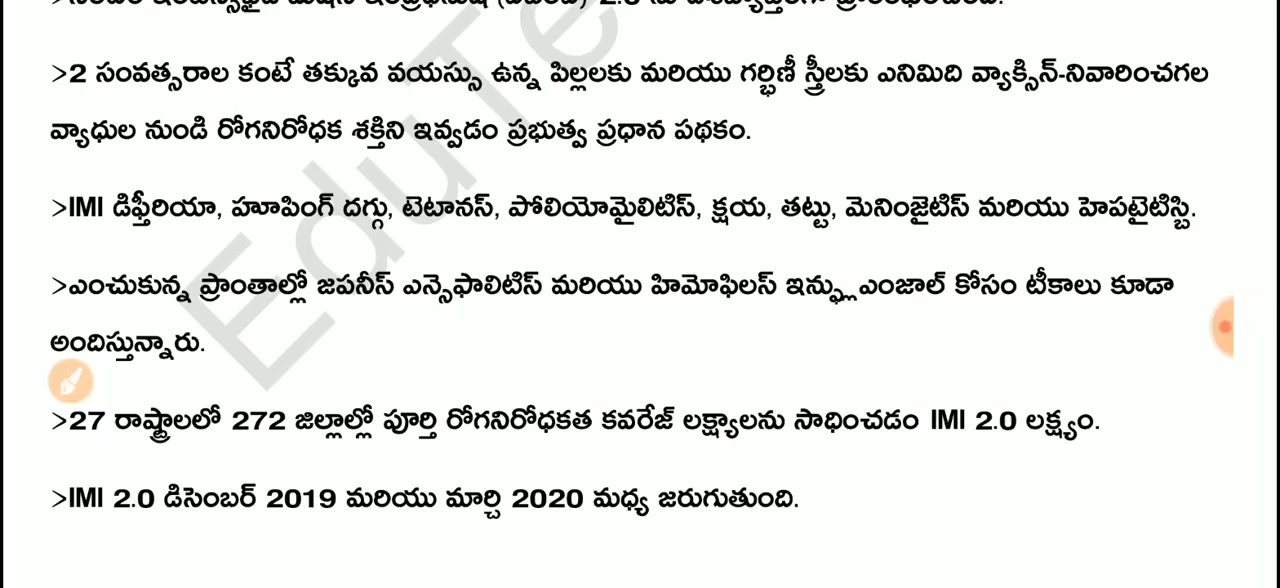 >2 సంవత్సరాల కంటే తక్కువ వయస్సు ఉన్న పిల్లలకు మరియు గర్భిణీ స్త్రీలకు ఎనిమిది వ్యాక్సిన్-నివారించగల
వ్యాధుల నుండి రోగనిరోధక శక్తిని ఇవ్వడం ప్రభుత్వ ప్రధాన పథకం.
>IMI డిఫ్తీరియా, హూపింగ్ దగ్గు, టెటానస్, పోలియోమైలిటిస్, క్షయ, తట్టు, మెనింజైటిస్ మరియు హెపటైటిస్బి.
>ఎంచుకున్న ప్రాంతాల్లో జపనీస్ ఎన్సెఫాలిటిస్ మరియు హిమోఫిలస్ ఇన్ఫ్లుఎంజాల్ కోసం టీకాలు కూడా
అందిస్తున్నారు.
>27 రాష్ట్రాలలో 272 జిల్లాల్లో పూర్తి రోగనిరోధకత కవరేజ్ లక్ష్యాలను సాధించడం IMI 2.0 లక్ష్యం.
>IMI 2.0 డిసెంబర్ 2019 మరియు మార్చి 2020 మధ్య జరుగుతుంది.
EduTe